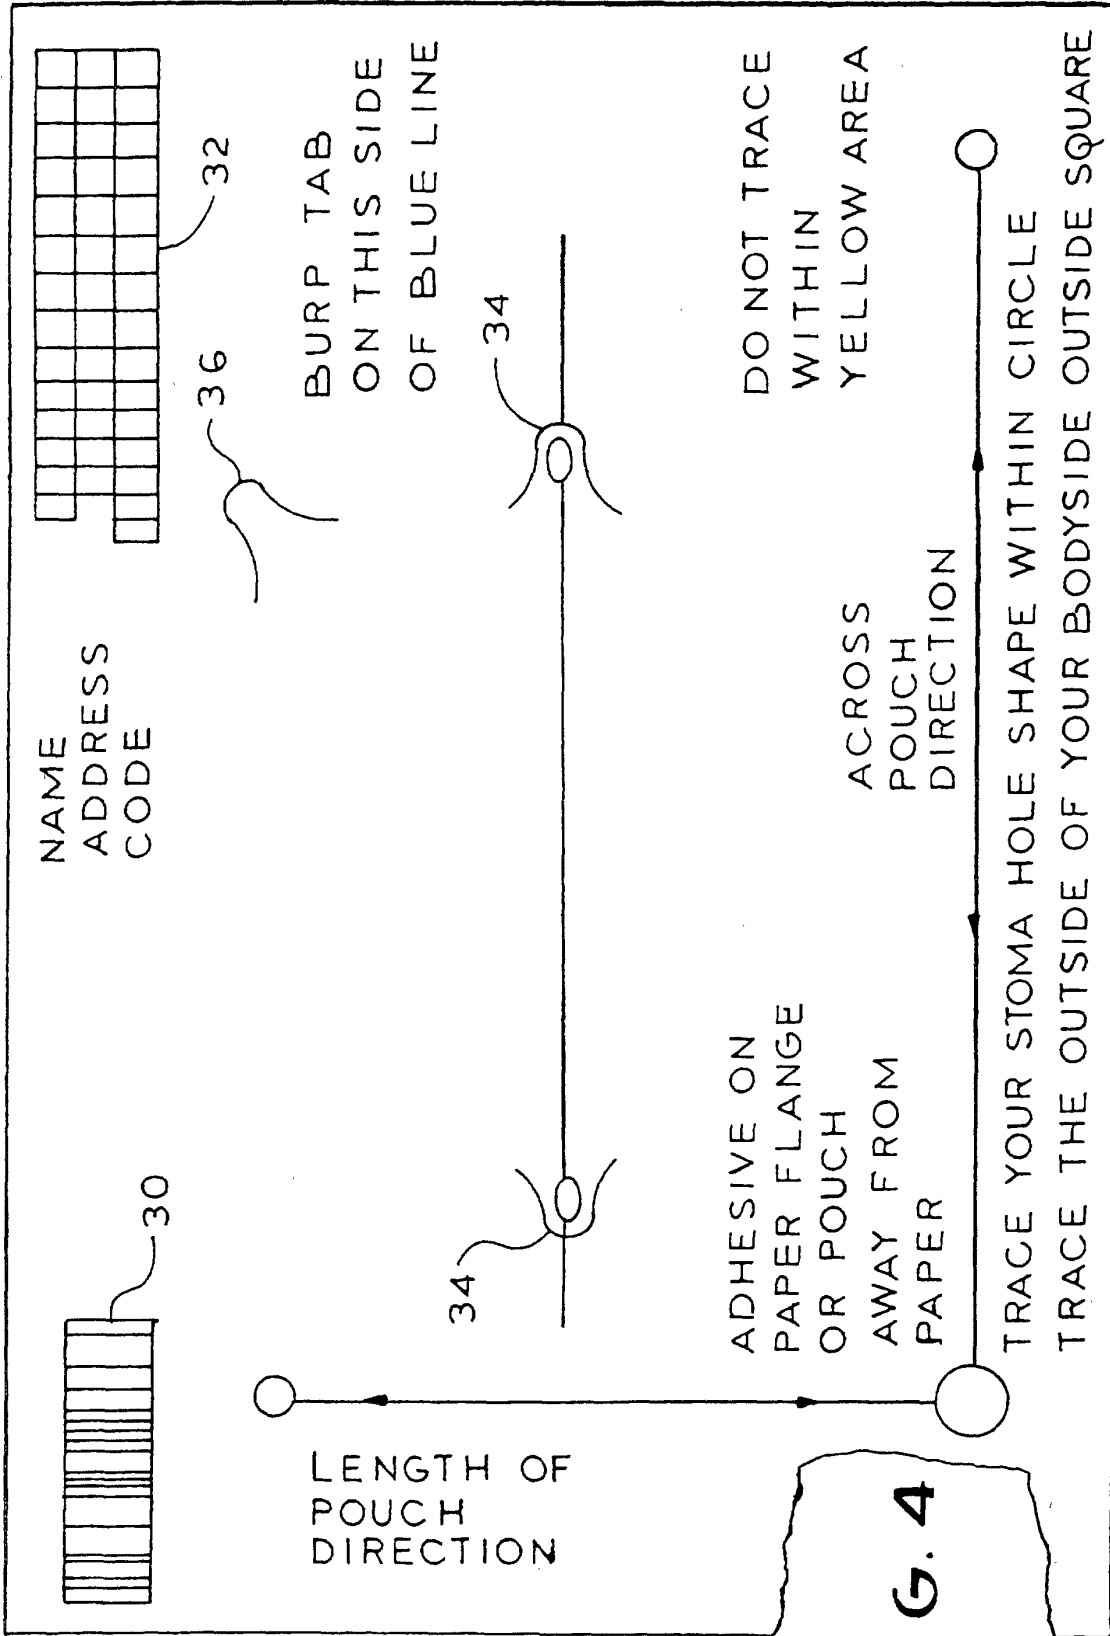 NAME
ADDRESS
CODE
30
36
32
LENGTH OF
POUCH
DIRECTION
34
34
BURP TAB
ON THIS SIDE
OF BLUE LINE
ADHESIVE ON
PAPER FLANGE
OR POUCH
AWAY FROM
PAPER
ACROSS
POUCH
DIRECTION
DO NOT TRACE
WITHIN
YELLOW AREA
G. 4
TRACE YOUR STOMA HOLE SHAPE WITHIN CIRCLE
TRACE THE OUTSIDE OF YOUR BODYSIDE OUTSIDE SQUARE